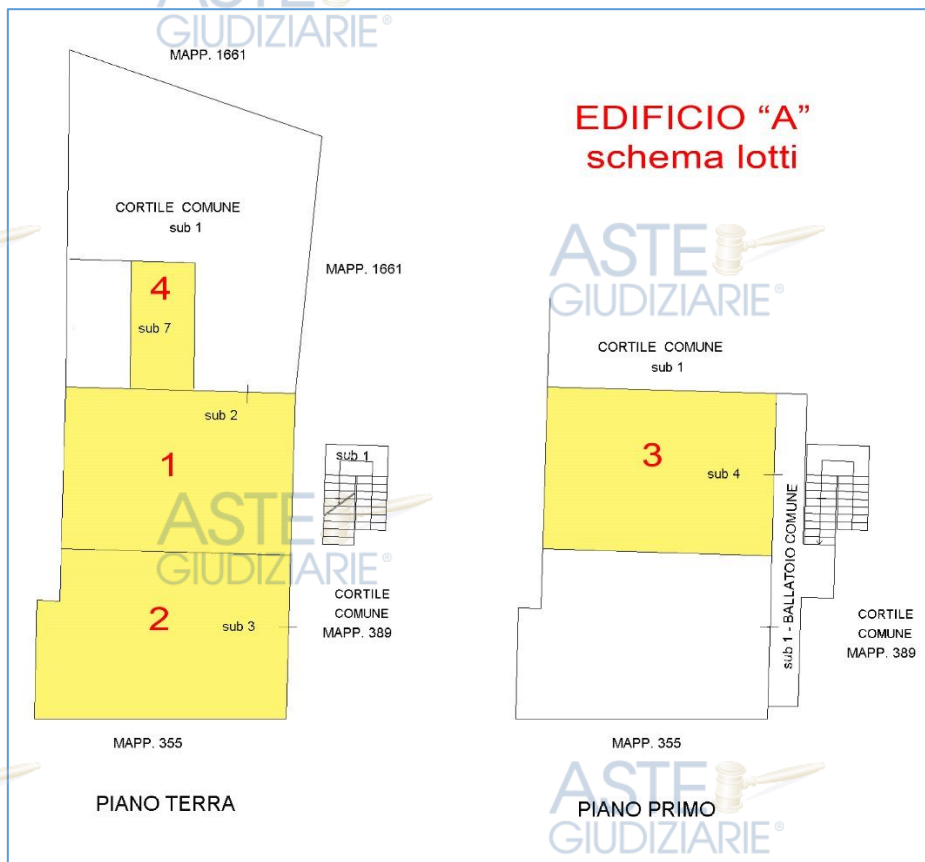 ASTE
GIUDIZIARIE®
MAPP. 1661
EDIFICIO "A"
schema lotti
CORTILE COMUNE
sub 1
MAPP. 1661
4
sub 7
sub 2
1
sub 1
2
sub 3
CORTILE
COMUNE
MAPP. 389
MAPP. 355
PIANO TERRA
ASTE
GIUDIZIARIE®
CORTILE COMUNE
sub 1
3
sub 4
sub 1 - BALLATOIO COMUNE
CORTILE
COMUNE
MAPP. 389
MAPP. 355
PIANO PRIMO
ASTE
GIUDIZIARIE®
ASTE
GIUDIZIARIE®